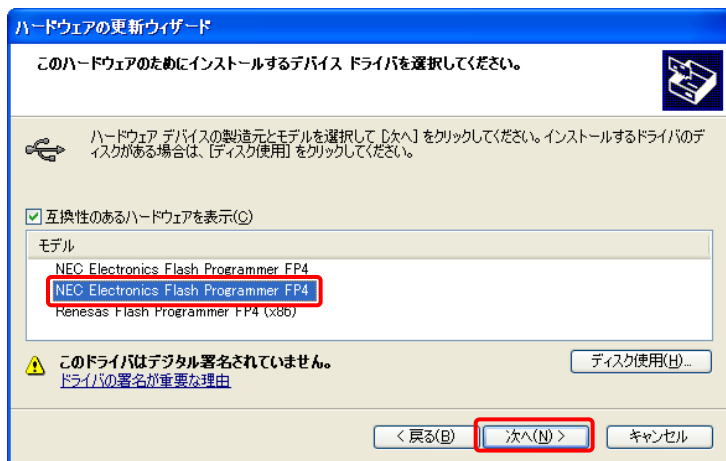 ハードウェアの更新ウィザード
このハードウェアのためにインストールするデバイス ドライバを選択してください。
ハードウェア デバイスの製造元とモデルを選択して [次へ] をクリックしてください。インストールするドライバのデ
ィスクがある場合は、[ディスク使用] をクリックしてください。
互換性のあるハードウェアを表示(C)
モデル
NEC Electronics Flash Programmer FP4
NEC Electronics Flash Programmer FP4
Renesas Flash Programmer FP4 (x86)
このドライバはデジタル署名されていません。
ディスク使用(H)...
ドライバの署名が重要な理由
< 戻る(B)
次へ(N) >
キャンセル